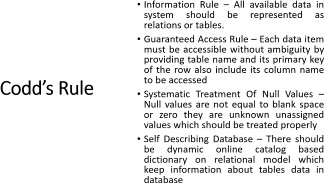 Codd's Rule
• Information Rule – All available data in
system should be represented as
relations or tables.
• Guaranteed Access Rule – Each data item
must be accessible without ambiguity by
providing table name and its primary key
of the row also include its column name
to be accessed
• Systematic Treatment Of Null Values –
Null values are not equal to blank space
or zero they are unknown unassigned
values which should be treated properly
• Self Describing Database – There should
be dynamic online catalog based
dictionary on relational model which
keep information about tables data in
database